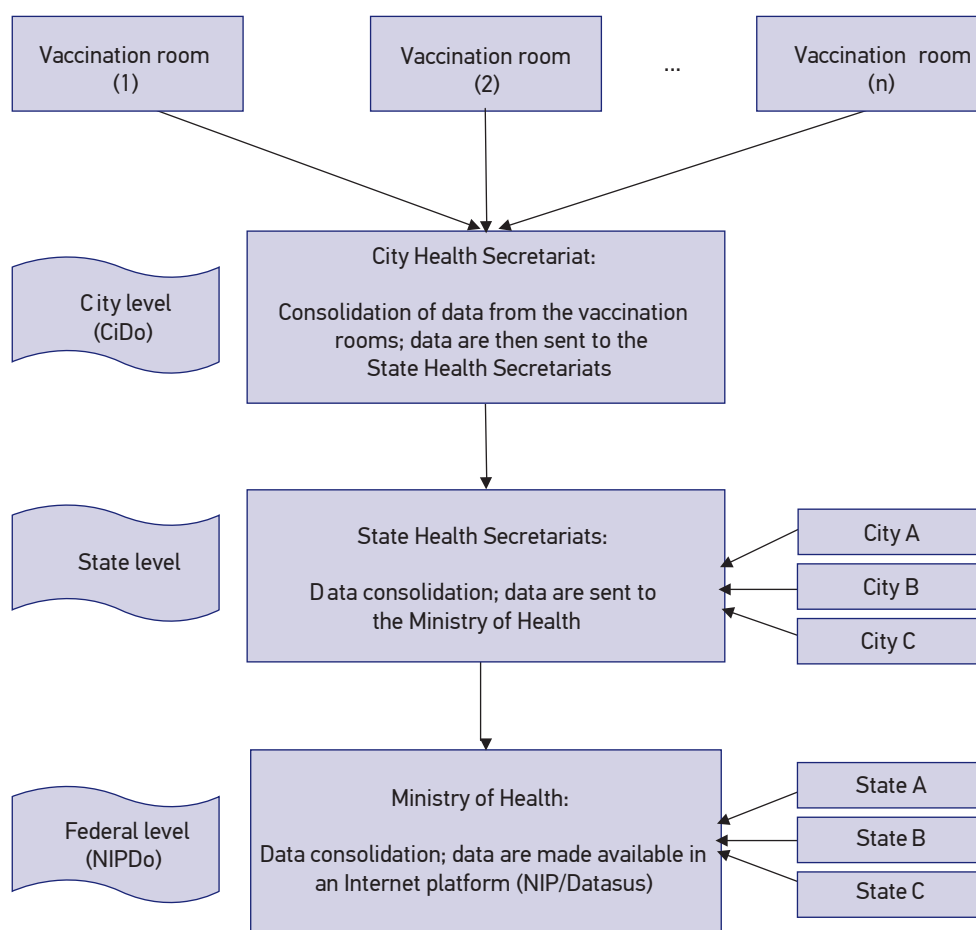 Vaccination room
(1)
Vaccination room
(2)
...
Vaccination room
(n)
City level
(CiDo)
City Health Secretariat:
Consolidation of data from the vaccination
rooms; data are then sent to the
State Health Secretariats
State level
State Health Secretariats:
Data consolidation; data are sent to
the Ministry of Health
City A
City B
City C
Federal level
(NIPDo)
Ministry of Health:
Data consolidation; data are made available in
an Internet platform (NIP/Datasus)
State A
State B
State C